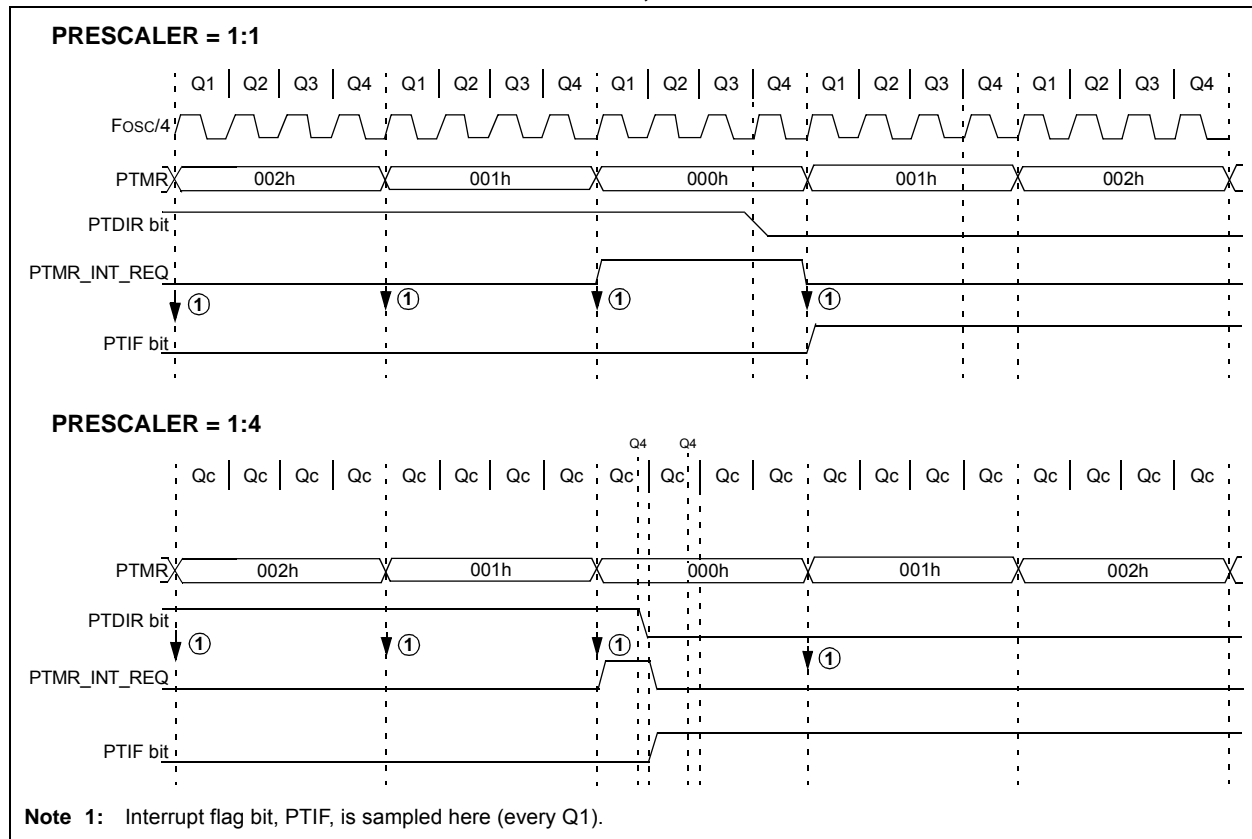 PRESCALER = 1:1
Q1 Q2 Q3 Q4 Q1 Q2 Q3 Q4 Q1 Q2 Q3 Q4 Q1 Q2 Q3 Q4 Q1 Q2 Q3 Q4
FOSC/4
PTMR 002h 001h 000h 001h 002h
PTDIR bit
PTMR_INT_REQ
① ① ① ①
PTIF bit
PRESCALER = 1:4
Q4 Q4
Qc Qc Qc Qc Qc Qc Qc Qc Qc Qc Qc Qc Qc Qc Qc Qc Qc Qc Qc Qc
PTMR 002h 001h 000h 001h 002h
PTDIR bit
① ① ① ①
PTMR_INT_REQ
PTIF bit
Note 1: Interrupt flag bit, PTIF, is sampled here (every Q1).